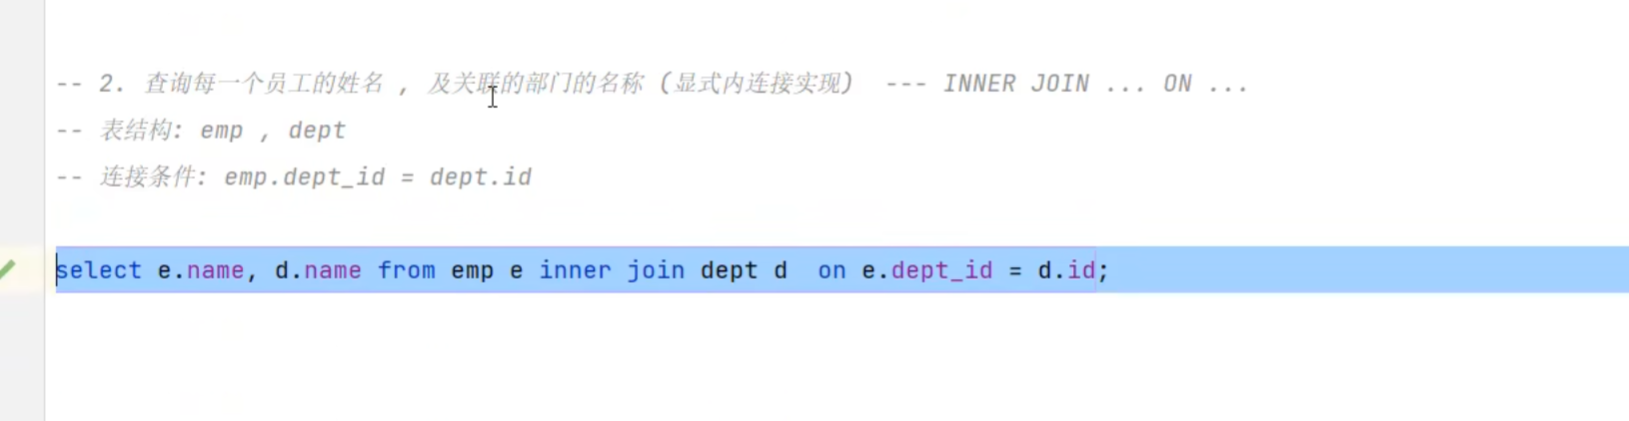 -- 2. 查询每一个员工的姓名 , 及关联的部门的名称 (显式内连接实现)  --- INNER JOIN ... ON ...
-- 表结构: emp , dept
-- 连接条件: emp.dept_id = dept.id
select e.name, d.name from emp e inner join dept d  on e.dept_id = d.id;